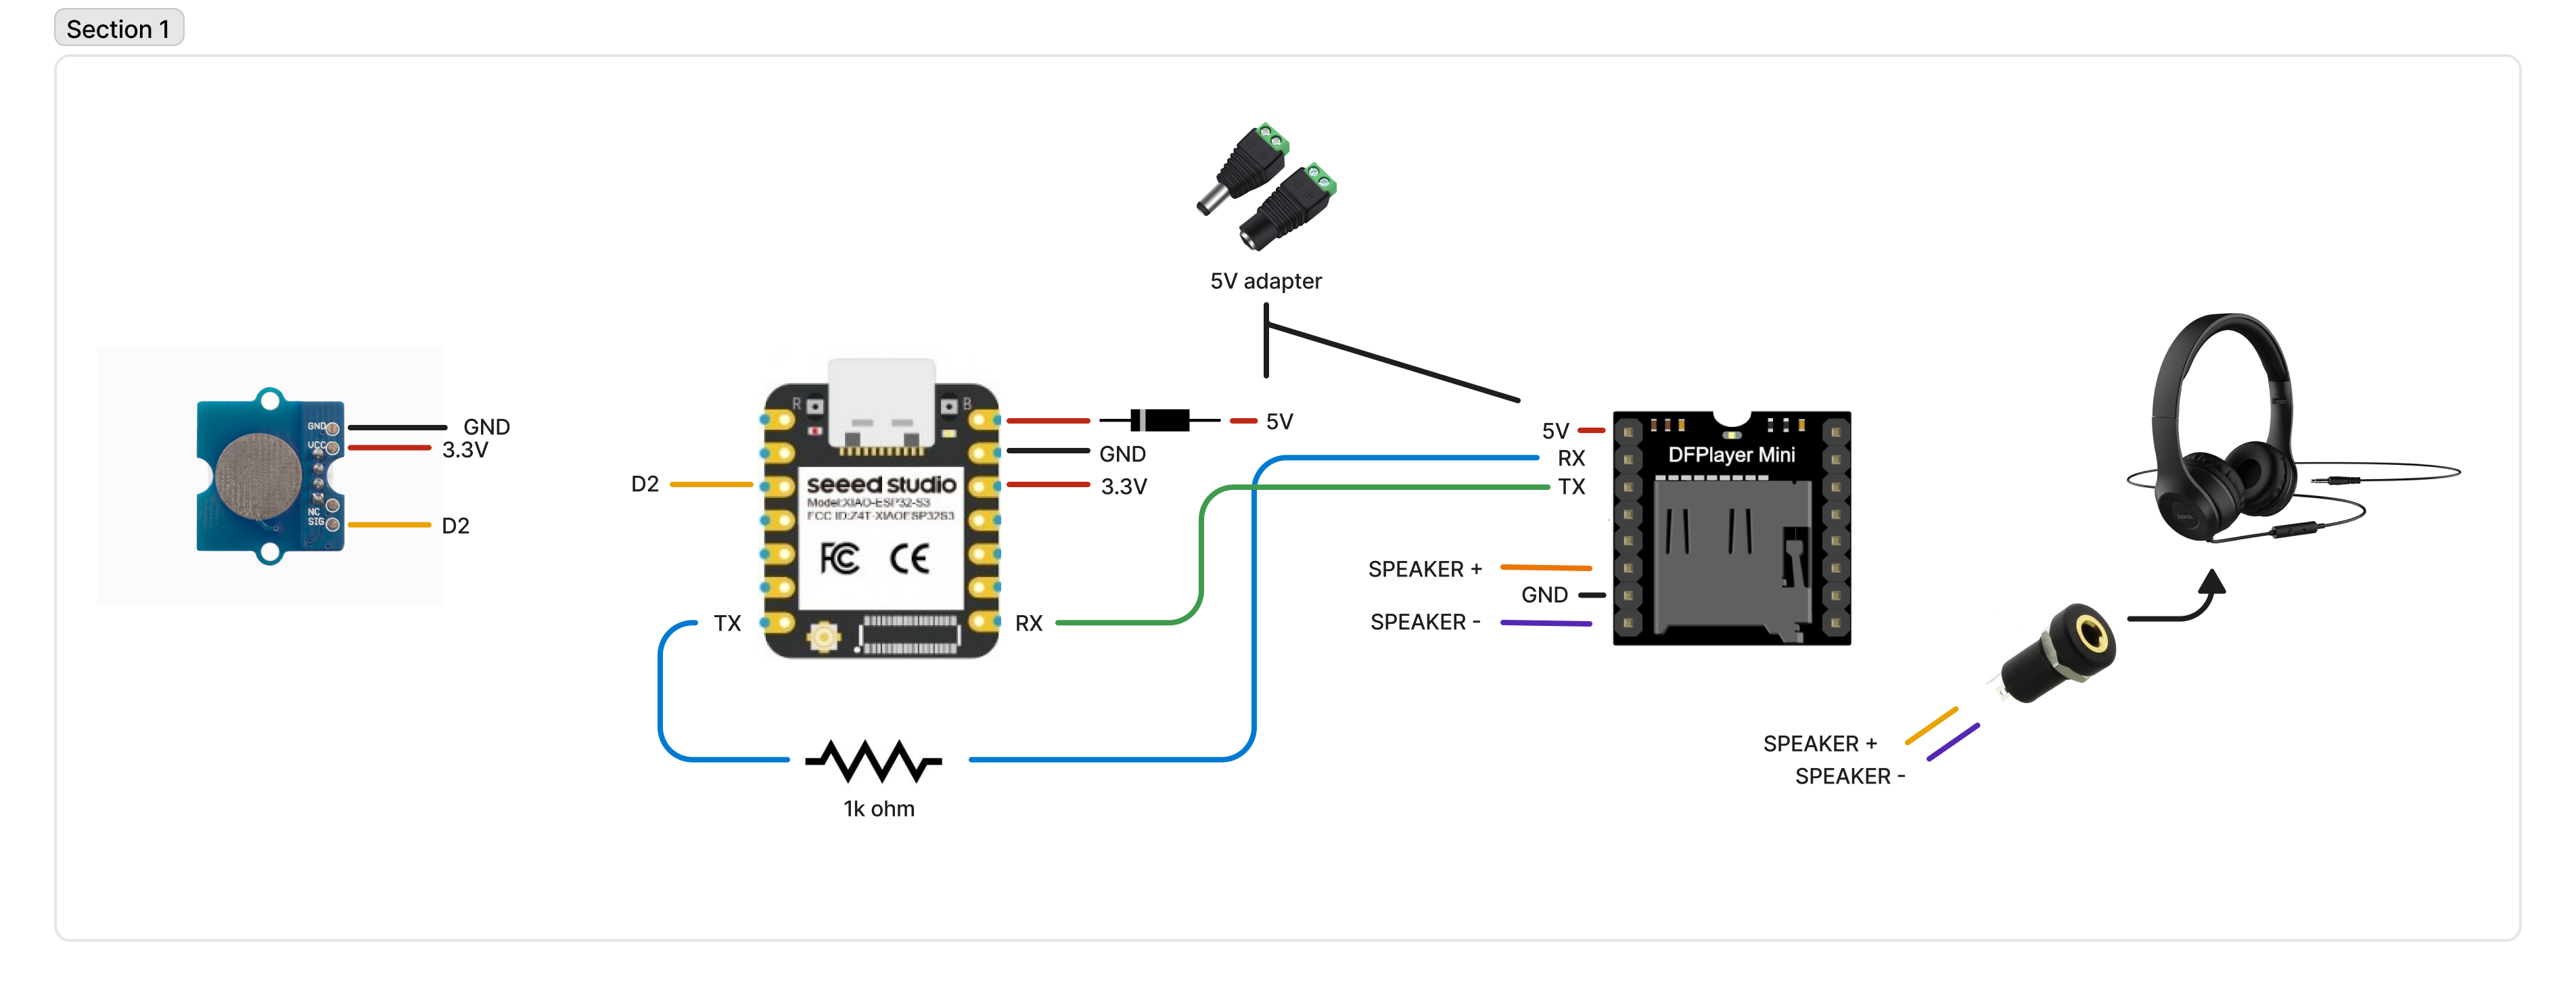 Section 1
5V adapter
GND
VCC
NC
SIG
GND
3.3V
D2
D2
R
B
seeed studio
Model:XIAO-ESP32-S3
FCC ID:Z4T-XIAOESP32S3
FC CE
TX
RX
5V
GND
3.3V
1k ohm
5V
RX
TX
SPEAKER +
GND
SPEAKER -
DFPlayer Mini
SPEAKER +
SPEAKER -